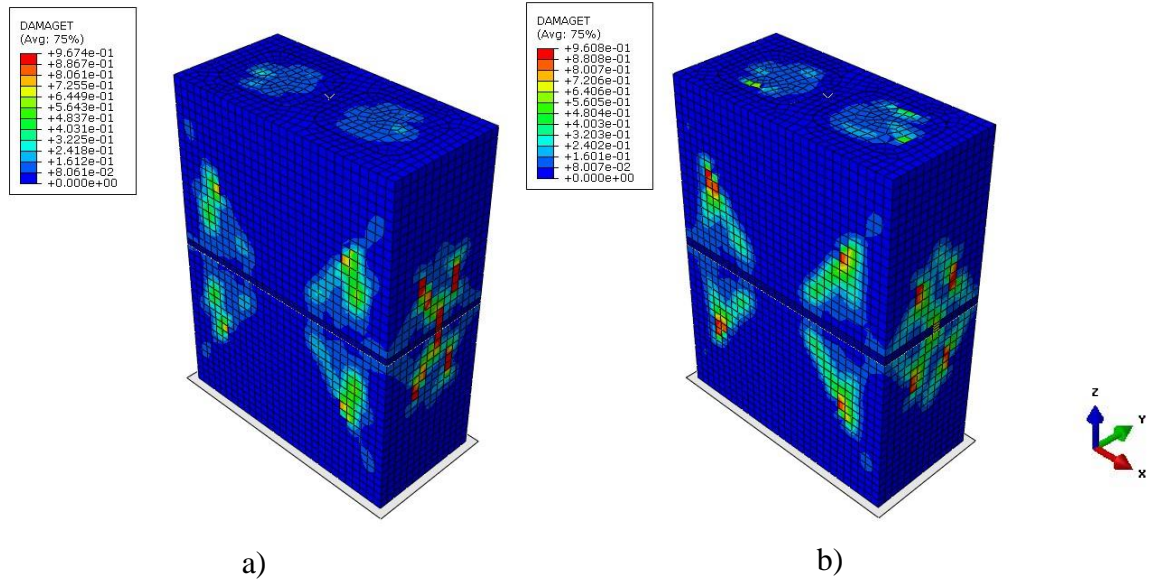 DAMAGET
(Avg: 75%)
+9.674e-01
+8.867e-01
+8.061e-01
+7.255e-01
+6.449e-01
+5.643e-01
+4.837e-01
+4.031e-01
+3.225e-01
+2.418e-01
+1.612e-01
+8.061e-02
+0.000e+00
DAMAGET
(Avg: 75%)
+9.608e-01
+8.808e-01
+8.007e-01
+7.206e-01
+6.406e-01
+5.605e-01
+4.804e-01
+4.003e-01
+3.203e-01
+2.402e-01
+1.601e-01
+8.007e-02
+0.000e+00
Y
Y
Z
Y
X
a)
b)